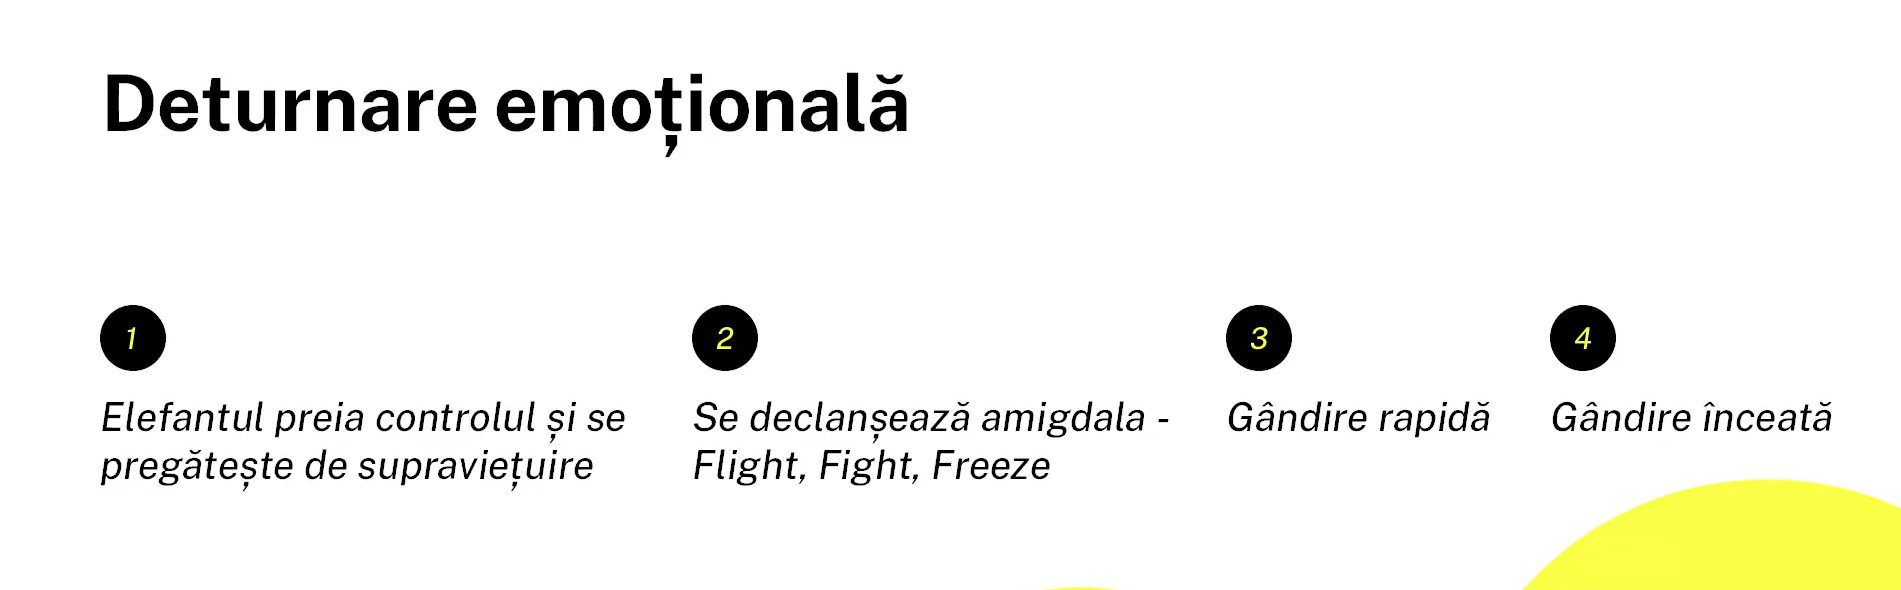 Deturnare emoțională
1
Elefantul preia controlul și se
pregătește de supraviețuire
2
Se declanșează amigdala -
Flight, Fight, Freeze
3
Gândire rapidă
4
Gândire înceată